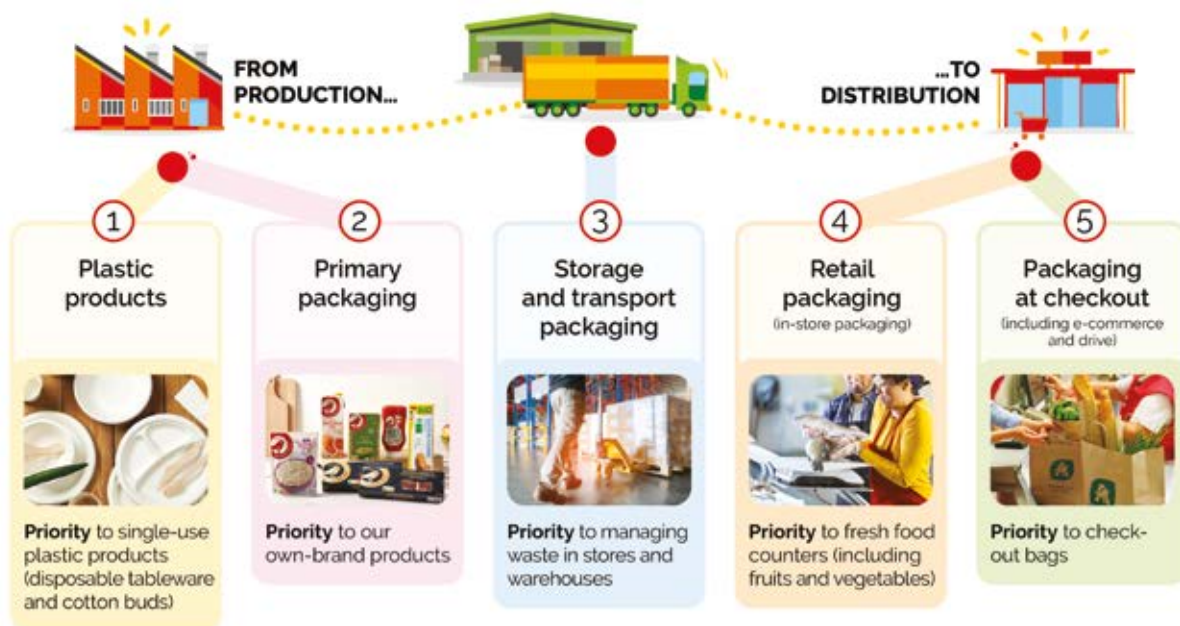 FROM
PRODUCTION...
...TO
DISTRIBUTION
1
Plastic
products
Priority to single-use
plastic products
(disposable tableware
and cotton buds)
2
Primary
packaging
Priority to our
own-brand products
3
Storage
and transport
packaging
Priority to managing
waste in stores and
warehouses
4
Retail
packaging
(in-store packaging)
Priority to fresh food
counters (including
fruits and vegetables)
5
Packaging
at checkout
(including e-commerce
and drive)
Priority to check-
out bags